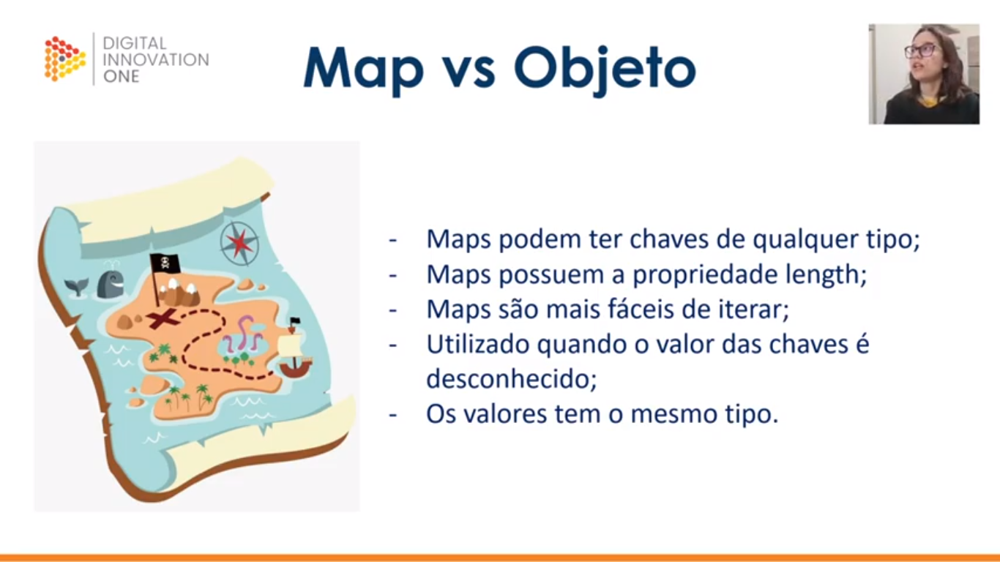 DIGITAL
INNOVATION
ONE
Map vs Objeto
- Maps podem ter chaves de qualquer tipo;
- Maps possuem a propriedade length;
- Maps são mais fáceis de iterar;
- Utilizado quando o valor das chaves é
desconhecido;
- Os valores tem o mesmo tipo.